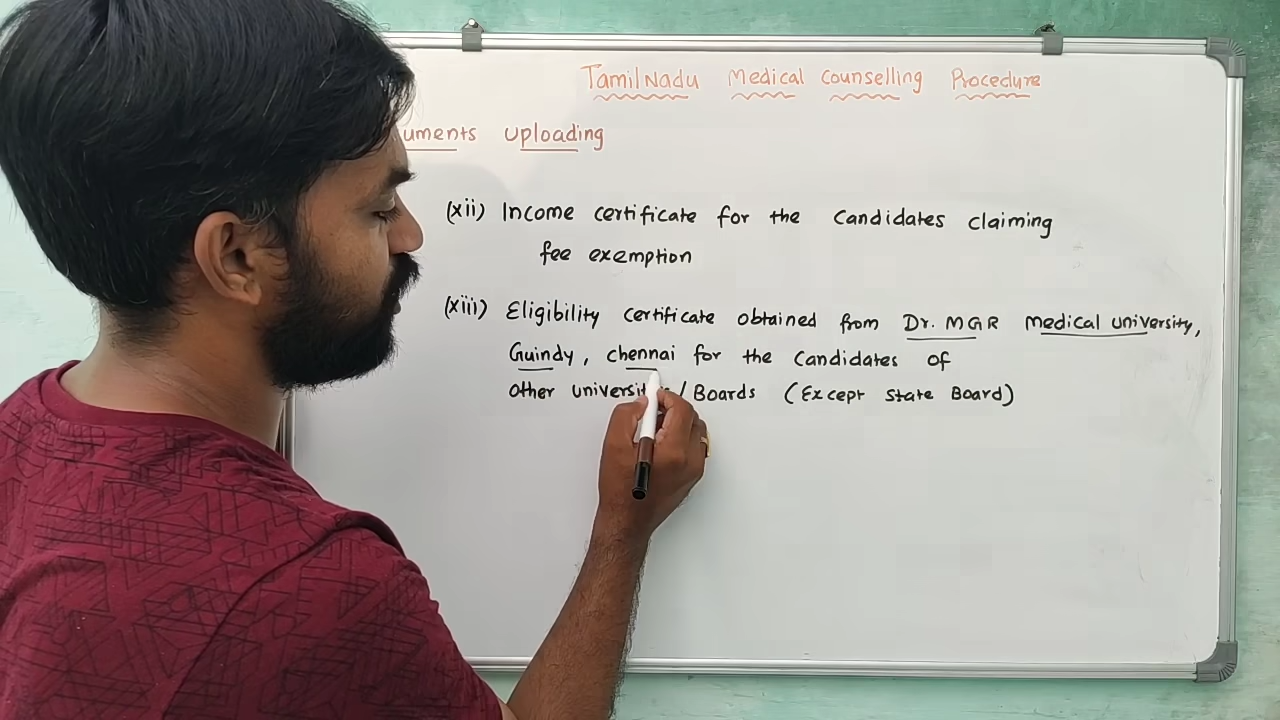 TamilNadu Medical Counselling Procedure
uments uploading
(xii) Income certificate for the candidates claiming
fee exemption
(xiii) Eligibility certificate obtained from Dr. MGR Medical university,
Guindy, chennai for the candidates of
Other / Boards (Except State Board)